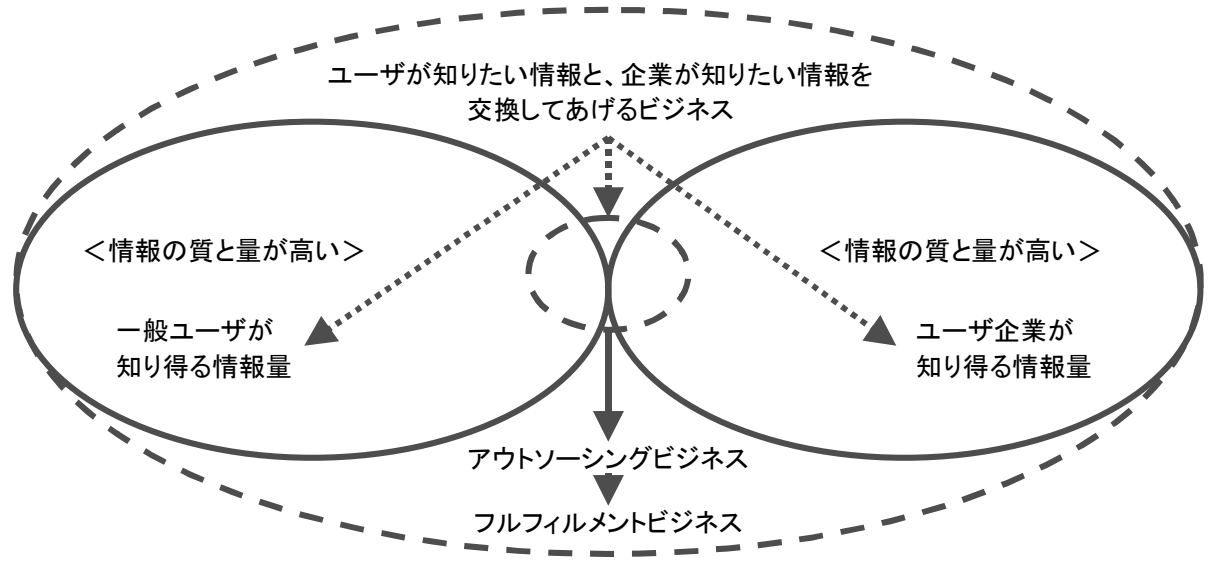 ユーザが知りたい情報と、企業が知りたい情報を
交換してあげるビジネス
＜情報の質と量が高い＞
一般ユーザが
知り得る情報量
＜情報の質と量が高い＞
ユーザ企業が
知り得る情報量
アウトソーシングビジネス
フルフィルメントビジネス